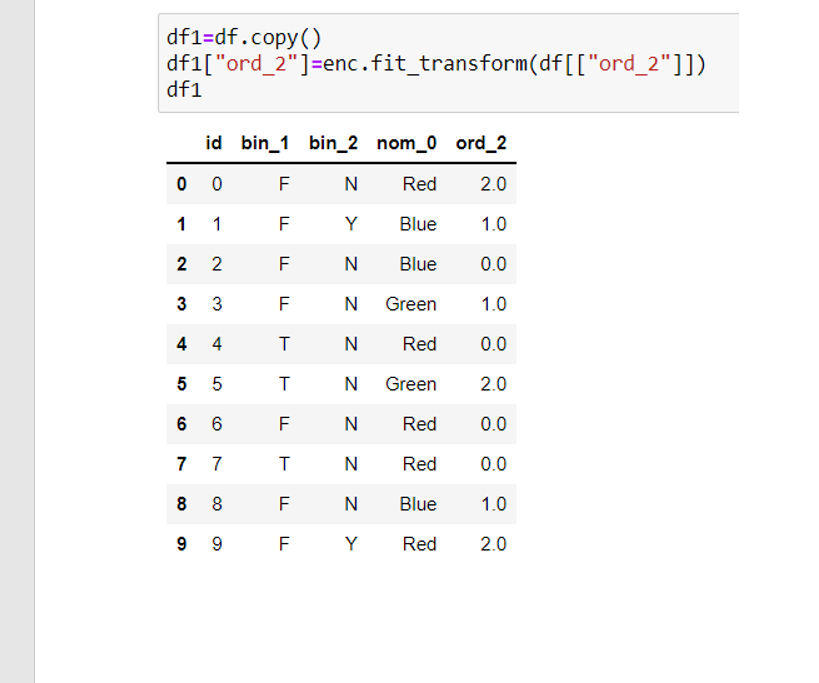 df1=df.copy()
df1["ord_2"]=enc.fit_transform(df[["ord_2"]])
df1
id bin_1 bin_2 nom_0 ord_2
0 0 F N Red 2.0
1 1 F Y Blue 1.0
2 2 F N Blue 0.0
3 3 F N Green 1.0
4 4 T N Red 0.0
5 5 T N Green 2.0
6 6 F N Red 0.0
7 7 T N Red 0.0
8 8 F N Blue 1.0
9 9 F Y Red 2.0